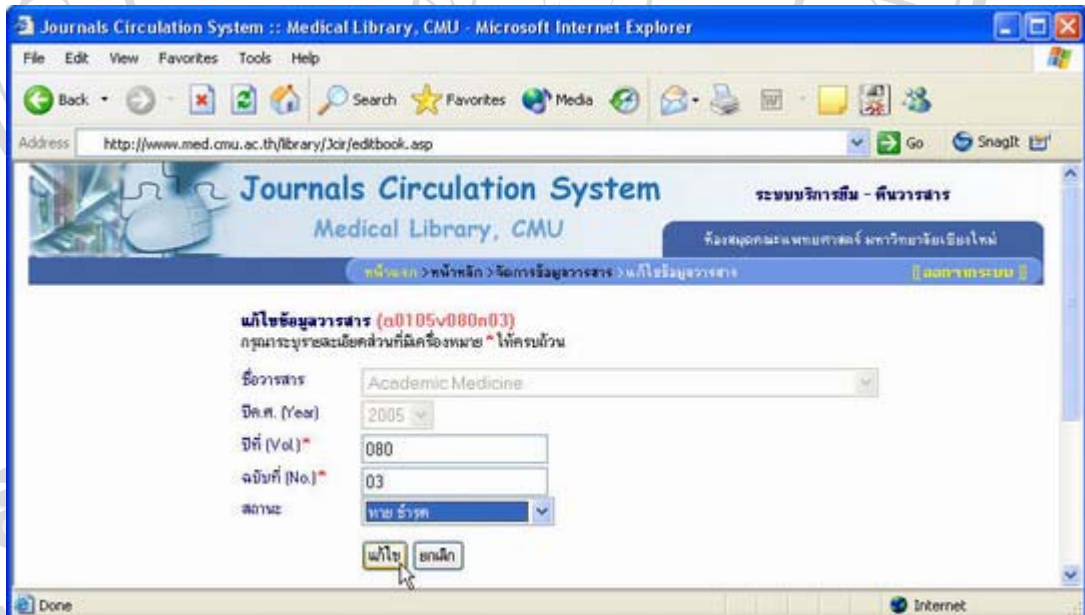 Journals Circulation System :: Medical Library, CMU - Microsoft Internet Explorer
File Edit View Favorites Tools Help
Back Search Favorites Media
Address http://www.med.cmu.ac.th/library/Jcir/editbook.asp Go SnagIt
Journals Circulation System ระบบบริการยืม - คืนวารสาร
Medical Library, CMU
ห้องสมุดคณะแพทยศาสตร์ มหาวิทยาลัยเชียงใหม่
หน้าแรก >หน้าหลัก >จัดการข้อมูลวารสาร >แก้ไขข้อมูลวารสาร [[ ออกจากระบบ ]]
แก้ไขข้อมูลวารสาร (a0105v080n03)
กรุณาระบุรายละเอียดส่วนที่มีเครื่องหมาย * ให้ครบถ้วน
ชื่อวารสาร Academic Medicine
ปีค.ศ. (Year) 2005
ปีที่ (Vol.)* 080
ฉบับที่ (No.)* 03
สถานะ หาย ชำรุด
แก้ไข ยกเลิก
Done Internet